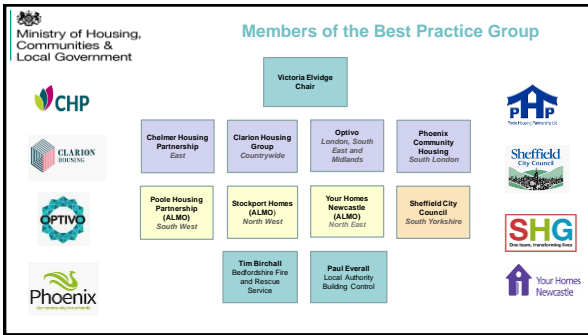 Ministry of Housing,
Communities &
Local Government
Members of the Best Practice Group
Victoria Elvidge
Chair
CHP
CLARION
HOUSING
OPTIVO
Phoenix
Chelmer Housing
Partnership
East
Clarion Housing
Group
Countrywide
Optivo
London, South
East and
Midlands
Phoenix
Community
Housing
South London
Poole Housing
Partnership
(ALMO)
South West
Stockport Homes
(ALMO)
North West
Your Homes
Newcastle
(ALMO)
North East
Sheffield City
Council
South Yorkshire
Tim Birchall
Bedfordshire Fire
and Rescue
Service
Paul Everall
Local Authority
Building Control
PHP
Poole Housing Partnership Ltd
Sheffield
City Council
SHG
One team, transforming lives
Your Homes
Newcastle